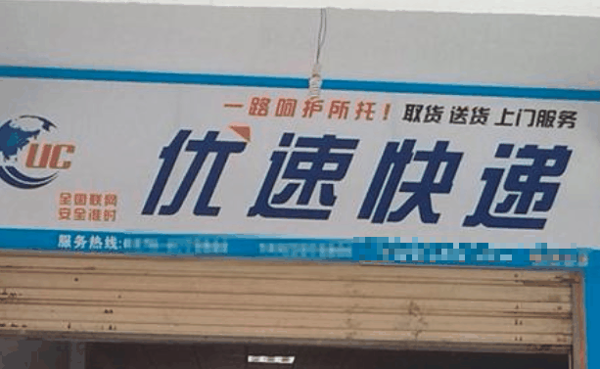 一路呵护所托! 取货 送货 上门服务
UC
优速快递
全国联网
安全准时
服务热线: